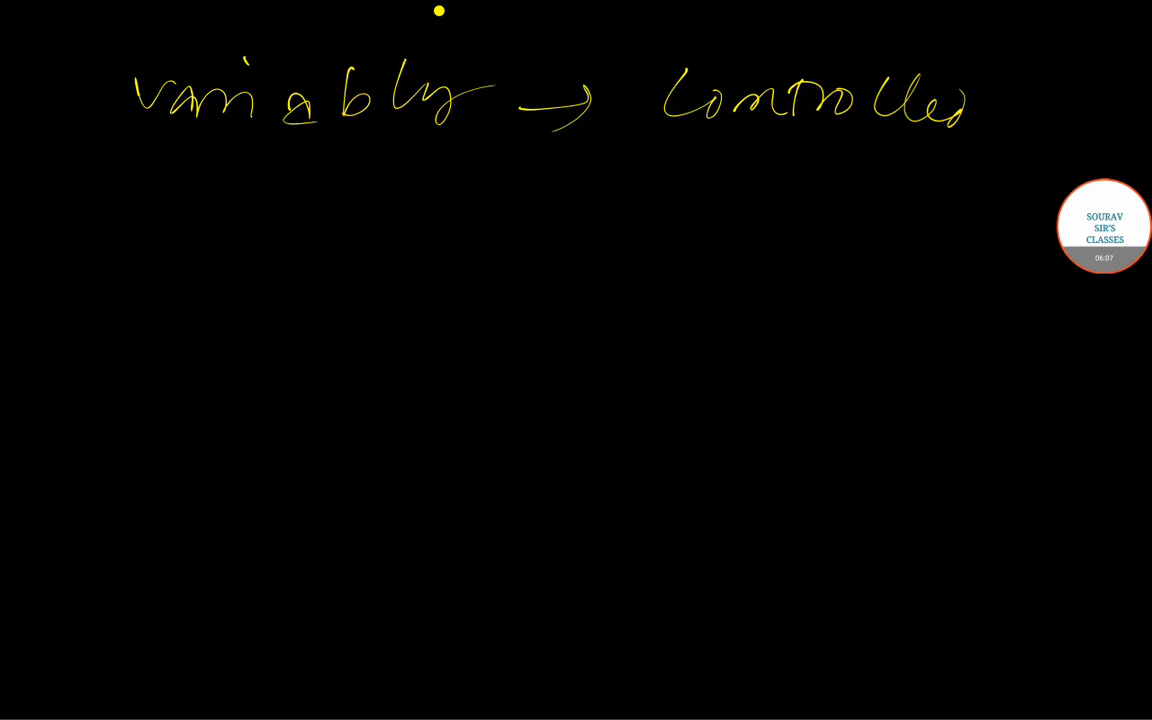 variably → controlled
SOURAV
SIR'S
CLASSES
06:07